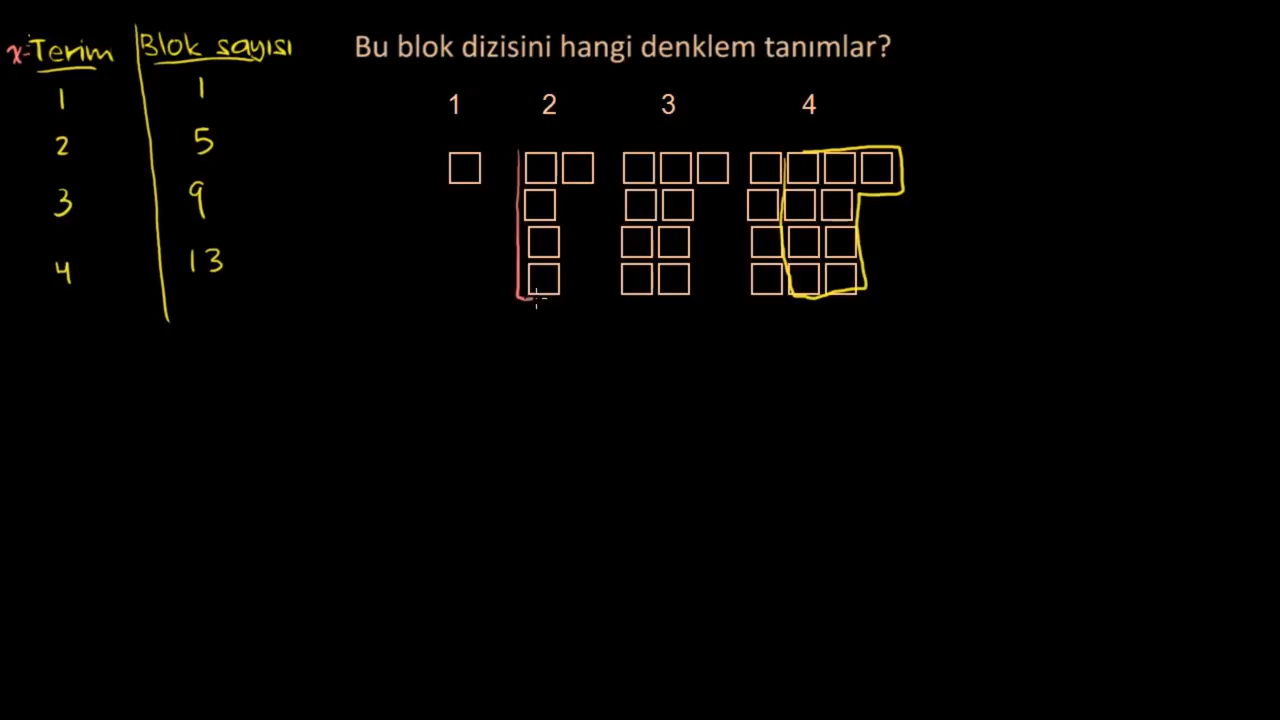 x-Terim Blok sayısı
1 1
2 5
3 9
4 13
Bu blok dizisini hangi denklem tanımlar?
1 2 3 4